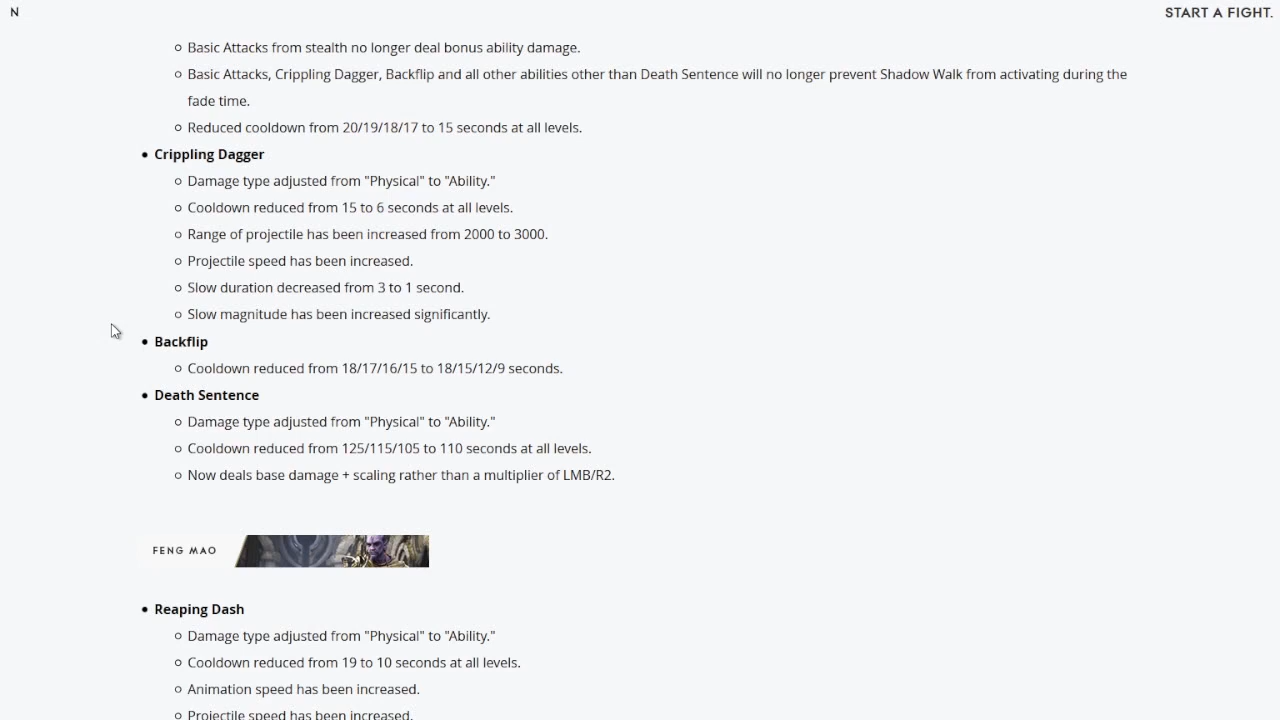 N
START A FIGHT.
Basic Attacks from stealth no longer deal bonus ability damage.
Basic Attacks, Crippling Dagger, Backflip and all other abilities other than Death Sentence will no longer prevent Shadow Walk from activating during the
fade time.
Reduced cooldown from 20/19/18/17 to 15 seconds at all levels.
Crippling Dagger
Damage type adjusted from "Physical" to "Ability."
Cooldown reduced from 15 to 6 seconds at all levels.
Range of projectile has been increased from 2000 to 3000.
Projectile speed has been increased.
Slow duration decreased from 3 to 1 second.
Slow magnitude has been increased significantly.
Backflip
Cooldown reduced from 18/17/16/15 to 18/15/12/9 seconds.
Death Sentence
Damage type adjusted from "Physical" to "Ability."
Cooldown reduced from 125/115/105 to 110 seconds at all levels.
Now deals base damage + scaling rather than a multiplier of LMB/R2.
FENG MAO
Reaping Dash
Damage type adjusted from "Physical" to "Ability."
Cooldown reduced from 19 to 10 seconds at all levels.
Animation speed has been increased.
Projectile speed has been increased.